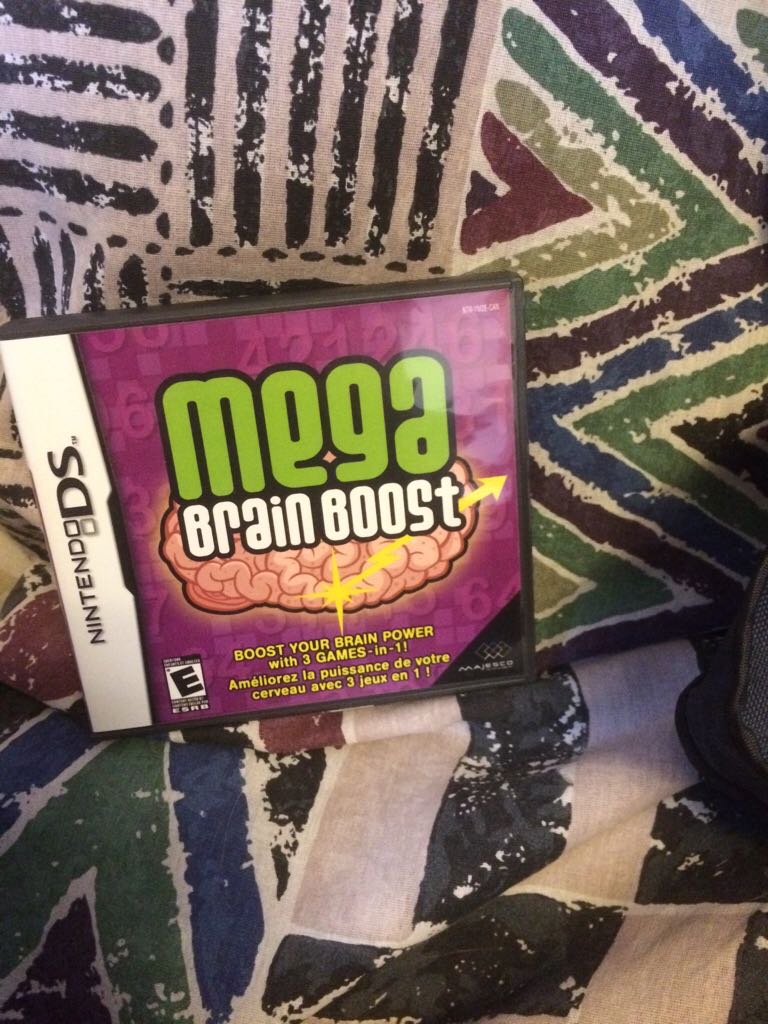 NINTENDO DS™
mega
Brain Boost
BOOST YOUR BRAIN POWER
with 3 GAMES-in-1!
Améliorez la puissance de votre
cerveau avec 3 jeux en 1 !
E
ESRB
MAJESCO